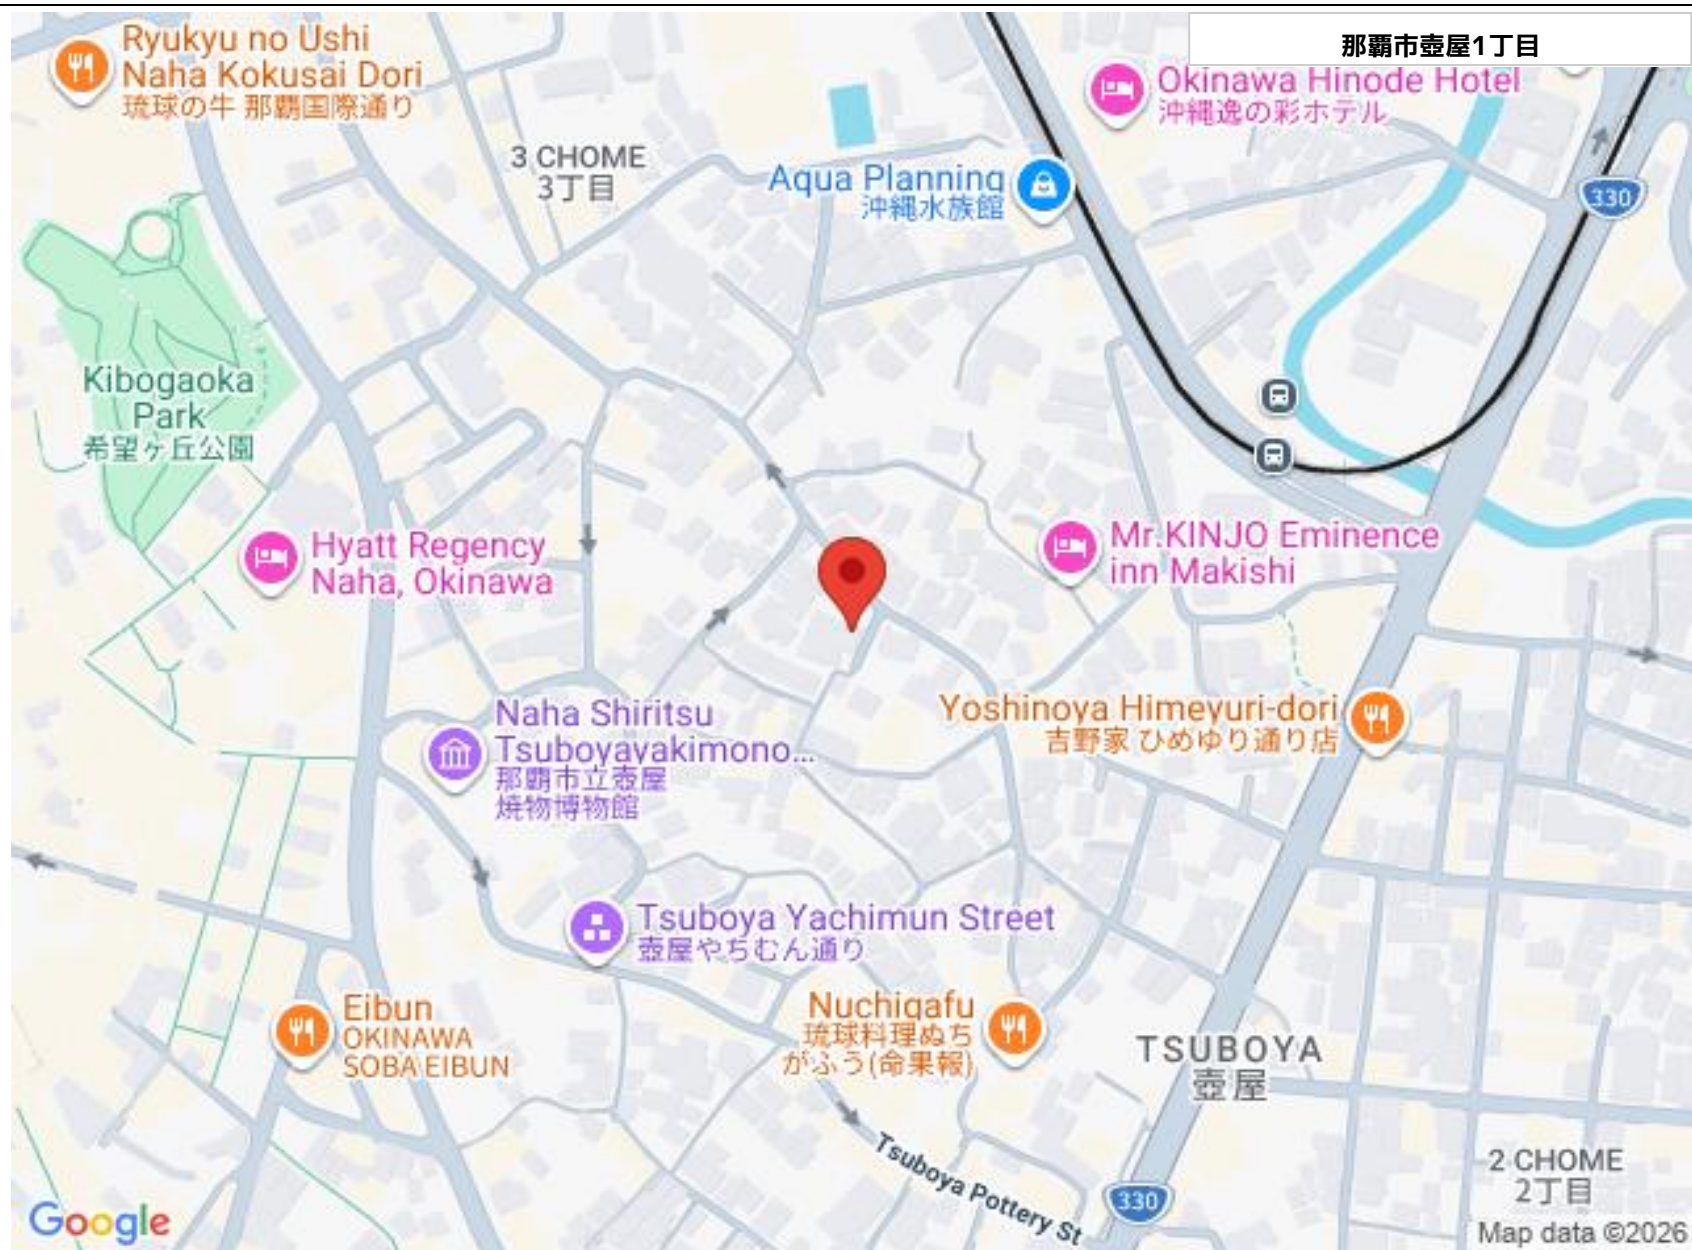 那覇市壺屋1丁目
Ryukyu no Ushi
Naha Kokusai Dori
琉球の牛 那覇国際通り
Okinawa Hinode Hotel
沖縄逸の彩ホテル
3 CHOME
3丁目
Aqua Planning
沖縄水族館
330
Kibogaoka
Park
希望ヶ丘公園
Hyatt Regency
Naha, Okinawa
Mr.KINJO Eminence
inn Makishi
Naha Shiritsu
Tsuboyayakimono...
那覇市立壺屋
焼物博物館
Yoshinoya Himeyuri-dori
吉野家 ひめゆり通り店
Tsuboya Yachimun Street
壺屋やちむん通り
Eibun
OKINAWA
SOBA EIBUN
Nuchigafu
琉球料理ぬち
がふう(命果報)
TSUBOYA
壺屋
Tsuboya Pottery St
330
2 CHOME
2丁目
Google
Map data ©2026